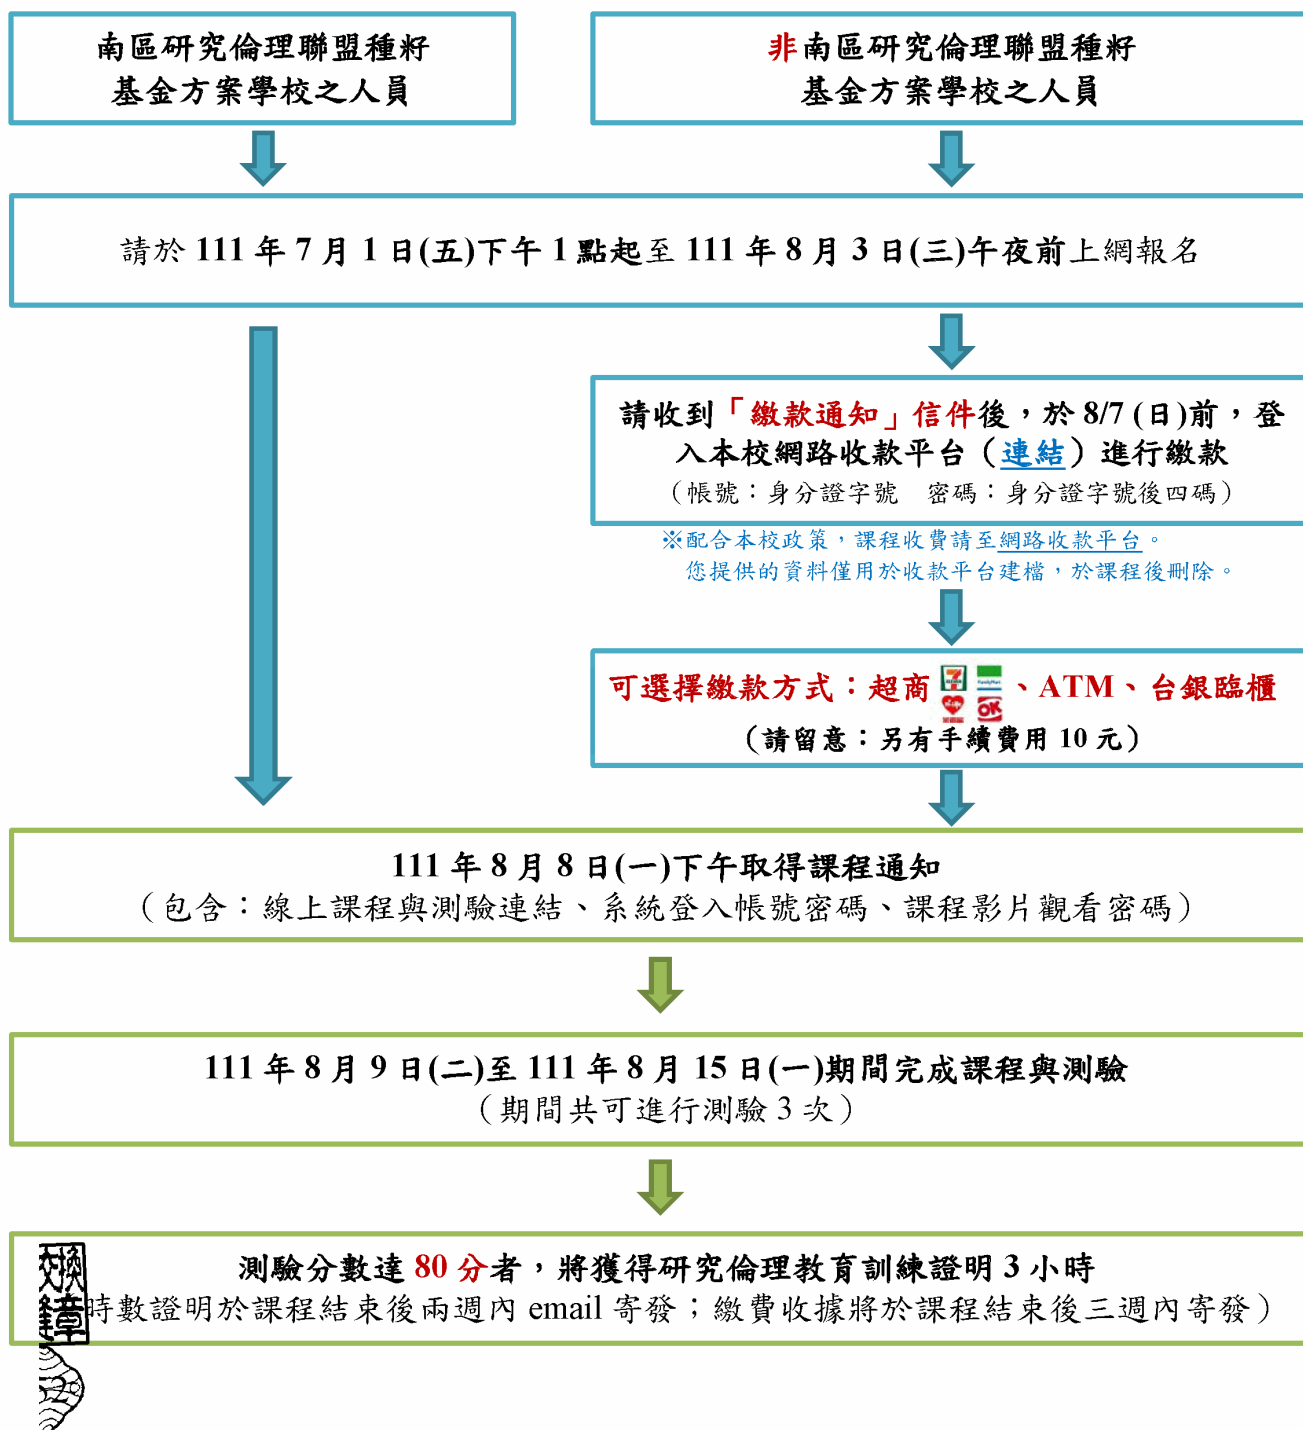 南區研究倫理聯盟種籽
基金方案學校之人員
非南區研究倫理聯盟種籽
基金方案學校之人員
請於 111 年 7 月 1 日(五)下午 1 點起至 111 年 8 月 3 日(三)午夜前上網報名
請收到「繳款通知」信件後，於 8/7 (日)前，登
入本校網路收款平台（連結）進行繳款
（帳號：身分證字號　密碼：身分證字號後四碼）
※配合本校政策，課程收費請至網路收款平台。
您提供的資料僅用於收款平台建檔，於課程後刪除。
可選擇繳款方式：超商、ATM、台銀臨櫃
（請留意：另有手續費用 10 元）
111 年 8 月 8 日(一)下午取得課程通知
（包含：線上課程與測驗連結、系統登入帳號密碼、課程影片觀看密碼）
111 年 8 月 9 日(二)至 111 年 8 月 15 日(一)期間完成課程與測驗
（期間共可進行測驗 3 次）
測驗分數達 80 分者，將獲得研究倫理教育訓練證明 3 小時
時數證明於課程結束後兩週內 email 寄發；繳費收據將於課程結束後三週內寄發）